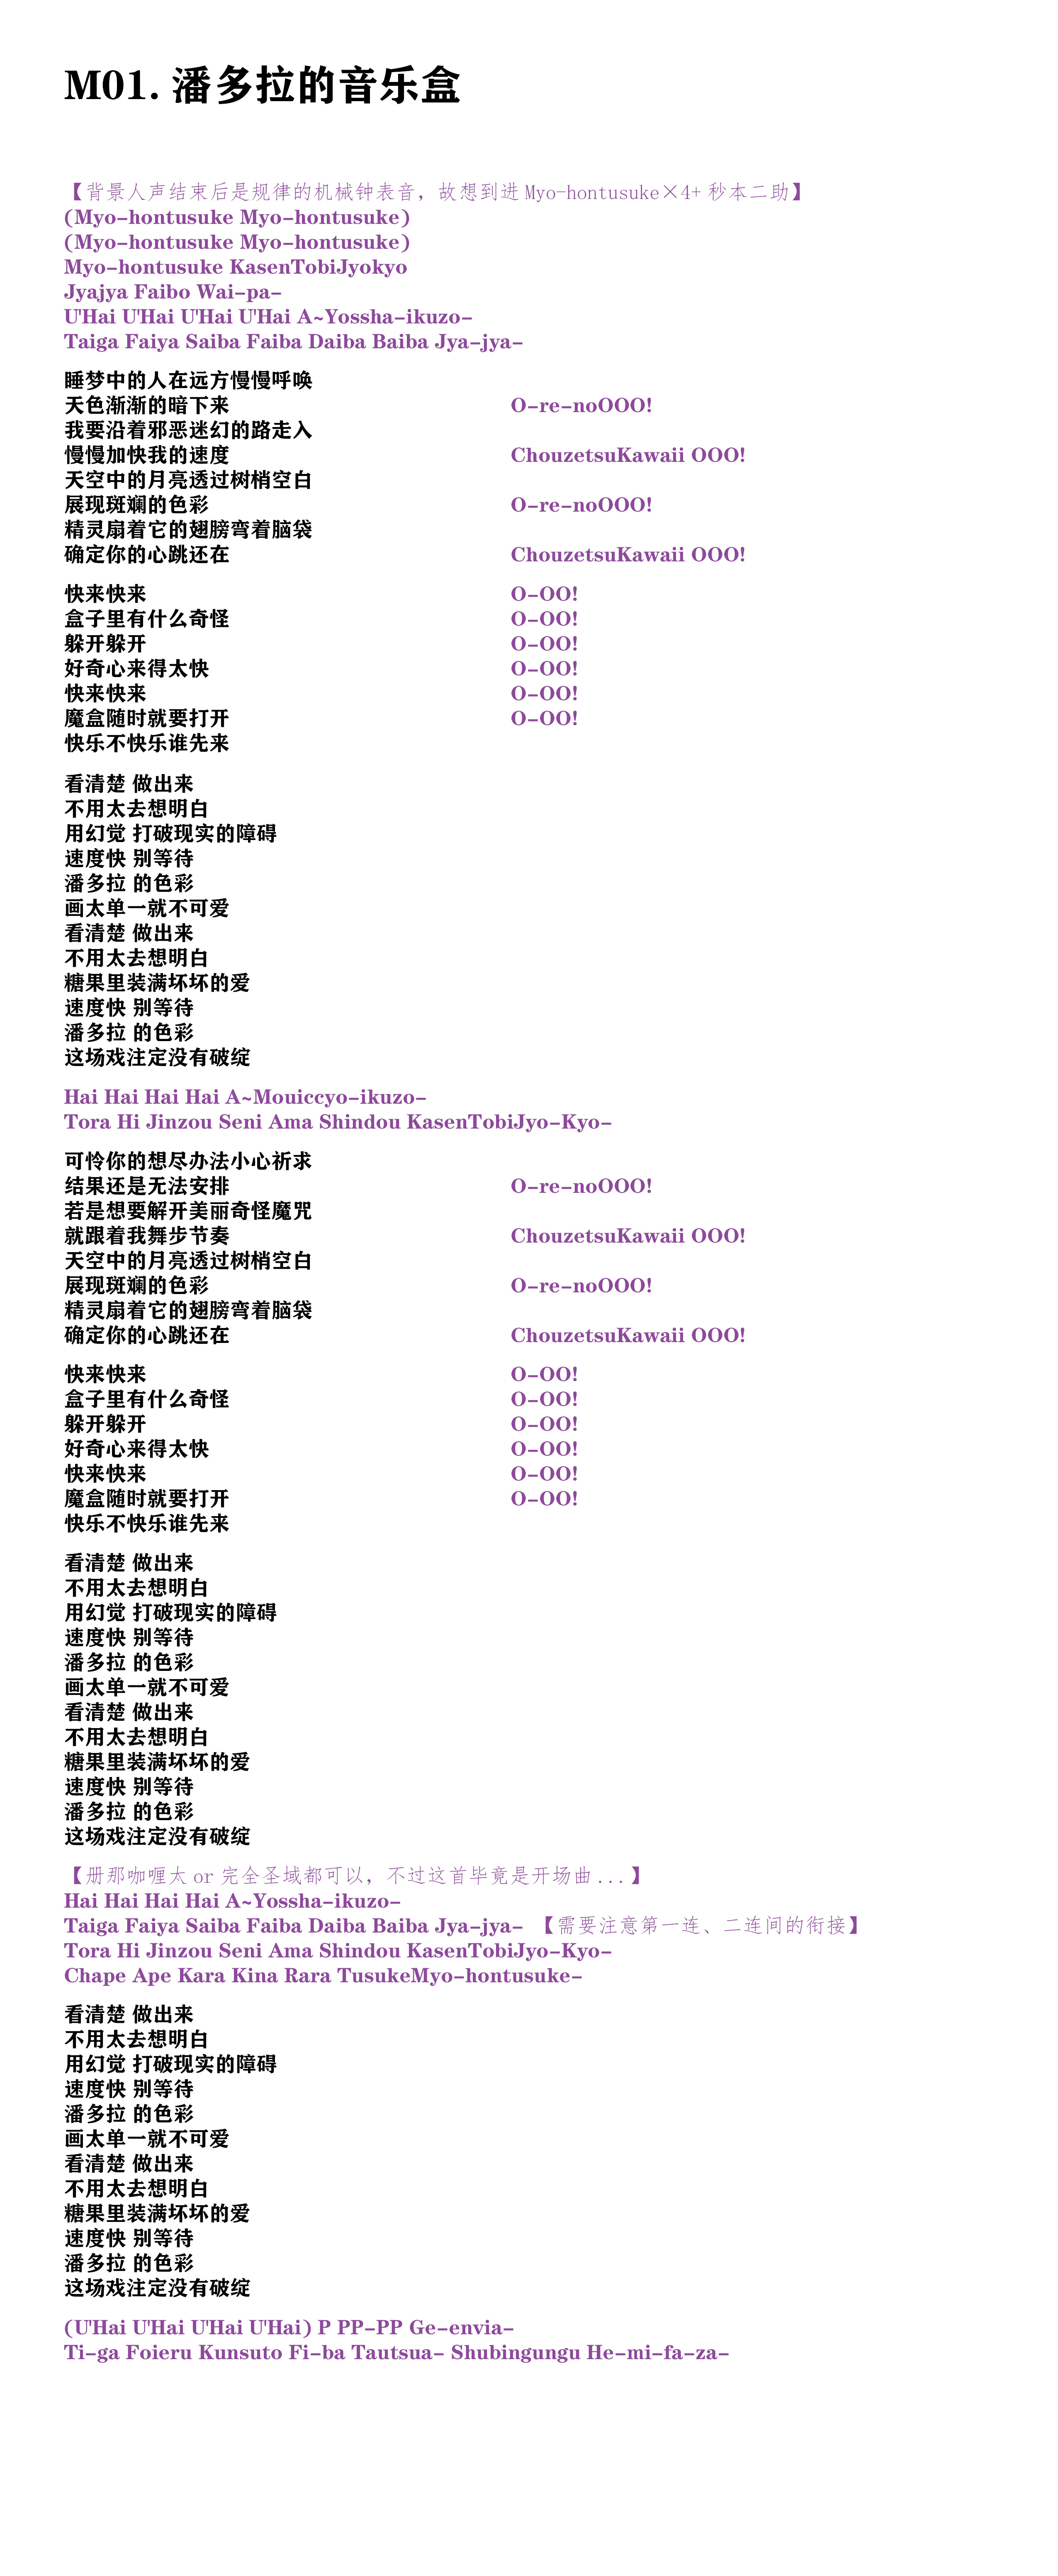 M01. 潘多拉的音乐盒
【背景人声结束后是规律的机械钟表音，故想到进 Myo-hontusuke×4+ 秒本二助】
(Myo-hontusuke Myo-hontusuke)
(Myo-hontusuke Myo-hontusuke)
Myo-hontusuke KasenTobiJyokyo
Jyajya Faibo Wai-pa-
U'Hai U'Hai U'Hai U'Hai A~Yossha-ikuzo-
Taiga Faiya Saiba Faiba Daiba Baiba Jya-jya-
睡梦中的人在远方慢慢呼唤
天色渐渐的暗下来 O-re-noOOO!
我要沿着邪恶迷幻的路走入
慢慢加快我的速度 ChouzetsuKawaii OOO!
天空中的月亮透过树梢空白
展现斑斓的色彩 O-re-noOOO!
精灵扇着它的翅膀弯着脑袋
确定你的心跳还在 ChouzetsuKawaii OOO!
快来快来 O-OO!
盒子里有什么奇怪 O-OO!
躲开躲开 O-OO!
好奇心来得太快 O-OO!
快来快来 O-OO!
魔盒随时就要打开 O-OO!
快乐不快乐谁先来
看清楚 做出来
不用太去想明白
用幻觉 打破现实的障碍
速度快 别等待
潘多拉 的色彩
画太单一就不可爱
看清楚 做出来
不用太去想明白
糖果里装满坏坏的爱
速度快 别等待
潘多拉 的色彩
这场戏注定没有破绽
Hai Hai Hai Hai A~Mouiccyo-ikuzo-
Tora Hi Jinzou Seni Ama Shindou KasenTobiJyo-Kyo-
可怜你的想尽办法小心祈求
结果还是无法安排 O-re-noOOO!
若是想要解开美丽奇怪魔咒
就跟着我舞步节奏 ChouzetsuKawaii OOO!
天空中的月亮透过树梢空白
展现斑斓的色彩 O-re-noOOO!
精灵扇着它的翅膀弯着脑袋
确定你的心跳还在 ChouzetsuKawaii OOO!
快来快来 O-OO!
盒子里有什么奇怪 O-OO!
躲开躲开 O-OO!
好奇心来得太快 O-OO!
快来快来 O-OO!
魔盒随时就要打开 O-OO!
快乐不快乐谁先来
看清楚 做出来
不用太去想明白
用幻觉 打破现实的障碍
速度快 别等待
潘多拉 的色彩
画太单一就不可爱
看清楚 做出来
不用太去想明白
糖果里装满坏坏的爱
速度快 别等待
潘多拉 的色彩
这场戏注定没有破绽
【册那咖喱太 or 完全圣域都可以，不过这首毕竟是开场曲 . . . 】
Hai Hai Hai Hai A~Yossha-ikuzo-
Taiga Faiya Saiba Faiba Daiba Baiba Jya-jya- 【需要注意第一连、二连间的衔接】
Tora Hi Jinzou Seni Ama Shindou KasenTobiJyo-Kyo-
Chape Ape Kara Kina Rara TusukeMyo-hontusuke-
看清楚 做出来
不用太去想明白
用幻觉 打破现实的障碍
速度快 别等待
潘多拉 的色彩
画太单一就不可爱
看清楚 做出来
不用太去想明白
糖果里装满坏坏的爱
速度快 别等待
潘多拉 的色彩
这场戏注定没有破绽
(U'Hai U'Hai U'Hai U'Hai) P PP-PP Ge-envia-
Ti-ga Foieru Kunsuto Fi-ba Tautsua- Shubingungu He-mi-fa-za-